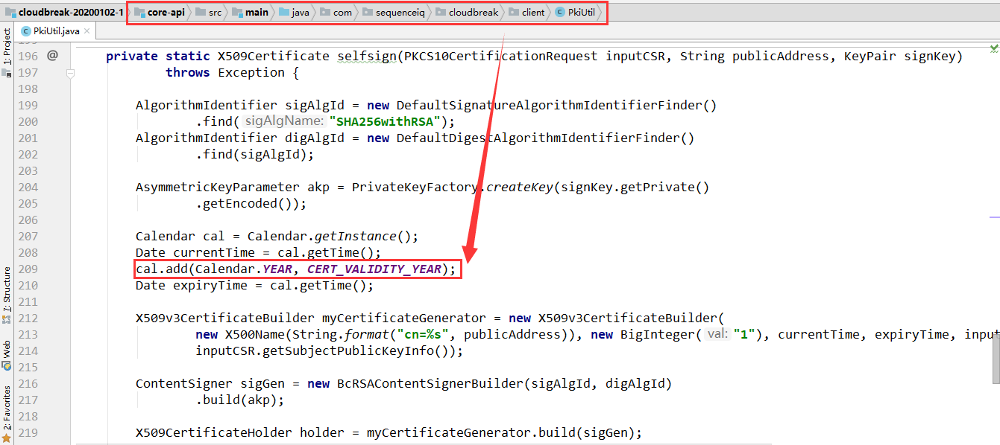 cloudbreak-20200102-1 core-api src main java com sequenceiq cloudbreak client PkiUtil
PkiUtil.java
1: Project
7: Structure
Web
2: Favorites
196 @ private static X509Certificate selfsign(PKCS10CertificationRequest inputCSR, String publicAddress, KeyPair signKey)
197 throws Exception {
198
199 AlgorithmIdentifier sigAlgId = new DefaultSignatureAlgorithmIdentifierFinder()
200 .find( sigAlgName: "SHA256withRSA");
201 AlgorithmIdentifier digAlgId = new DefaultDigestAlgorithmIdentifierFinder()
202 .find(sigAlgId);
203
204 AsymmetricKeyParameter akp = PrivateKeyFactory.createKey(signKey.getPrivate()
205 .getEncoded());
206
207 Calendar cal = Calendar.getInstance();
208 Date currentTime = cal.getTime();
209 cal.add(Calendar.YEAR, CERT_VALIDITY_YEAR);
210 Date expiryTime = cal.getTime();
211
212 X509v3CertificateBuilder myCertificateGenerator = new X509v3CertificateBuilder(
213 new X500Name(String.format("cn=%s", publicAddress)), new BigInteger( val: "1"), currentTime, expiryTime, input
214 inputCSR.getSubjectPublicKeyInfo());
215
216 ContentSigner sigGen = new BcRSAContentSignerBuilder(sigAlgId, digAlgId)
217 .build(akp);
218
219 X509CertificateHolder holder = myCertificateGenerator.build(sigGen);